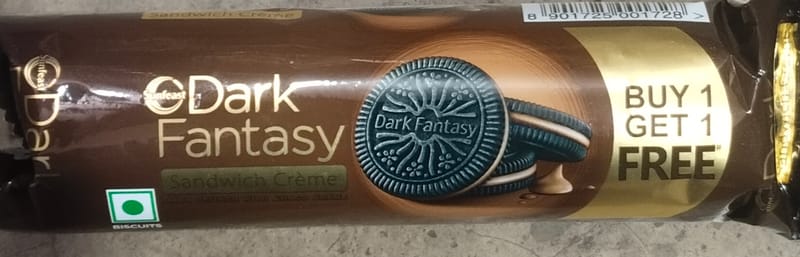 Sandwich Crème
8 901725 001728 >
Sunfeast
Dark
Sunfeast
Dark
Fantasy
Sandwich Crème
BISCUITS
Dark Fantasy
BUY 1
GET 1
FREE*